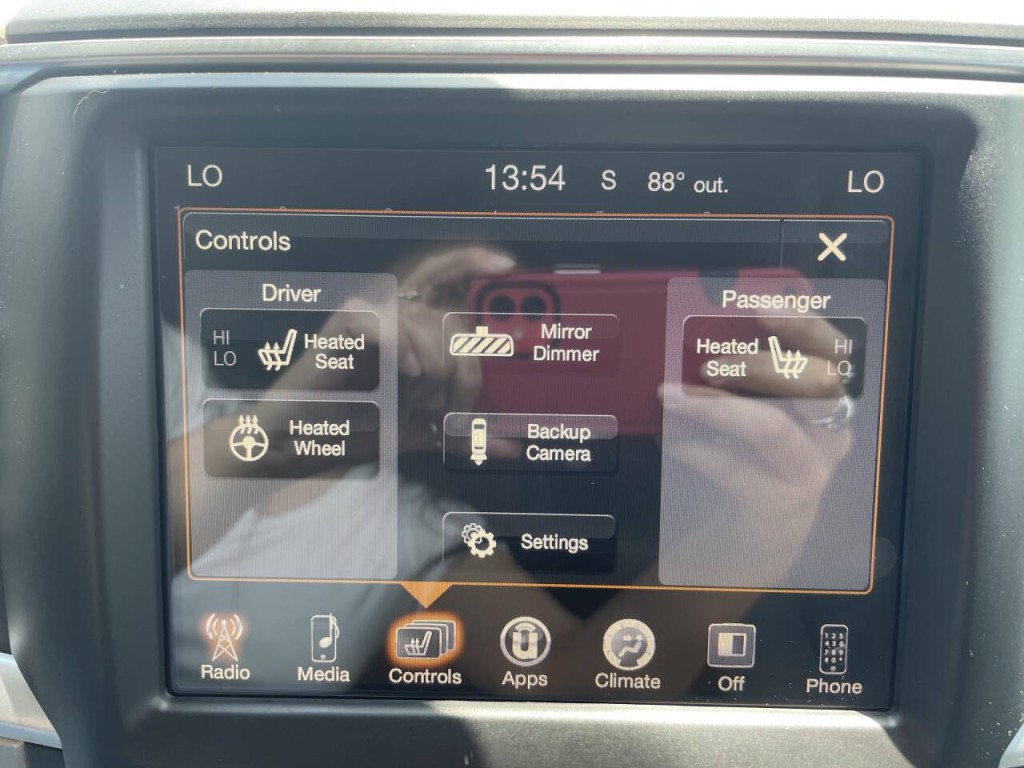 LO 13:54 S 88° out. LO
Controls
Driver
HI
LO
Heated
Seat
Heated
Wheel
Mirror
Dimmer
Backup
Camera
Settings
Passenger
Heated
Seat
HI
LO
Radio
Media
Controls
Apps
Climate
Off
Phone